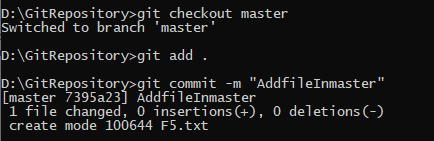 D:\GitRepository>git checkout master
Switched to branch 'master'
D:\GitRepository>git add .
D:\GitRepository>git commit -m "AddfileInmaster"
[master 7395a23] AddfileInmaster
 1 file changed, 0 insertions(+), 0 deletions(-)
 create mode 100644 F5.txt